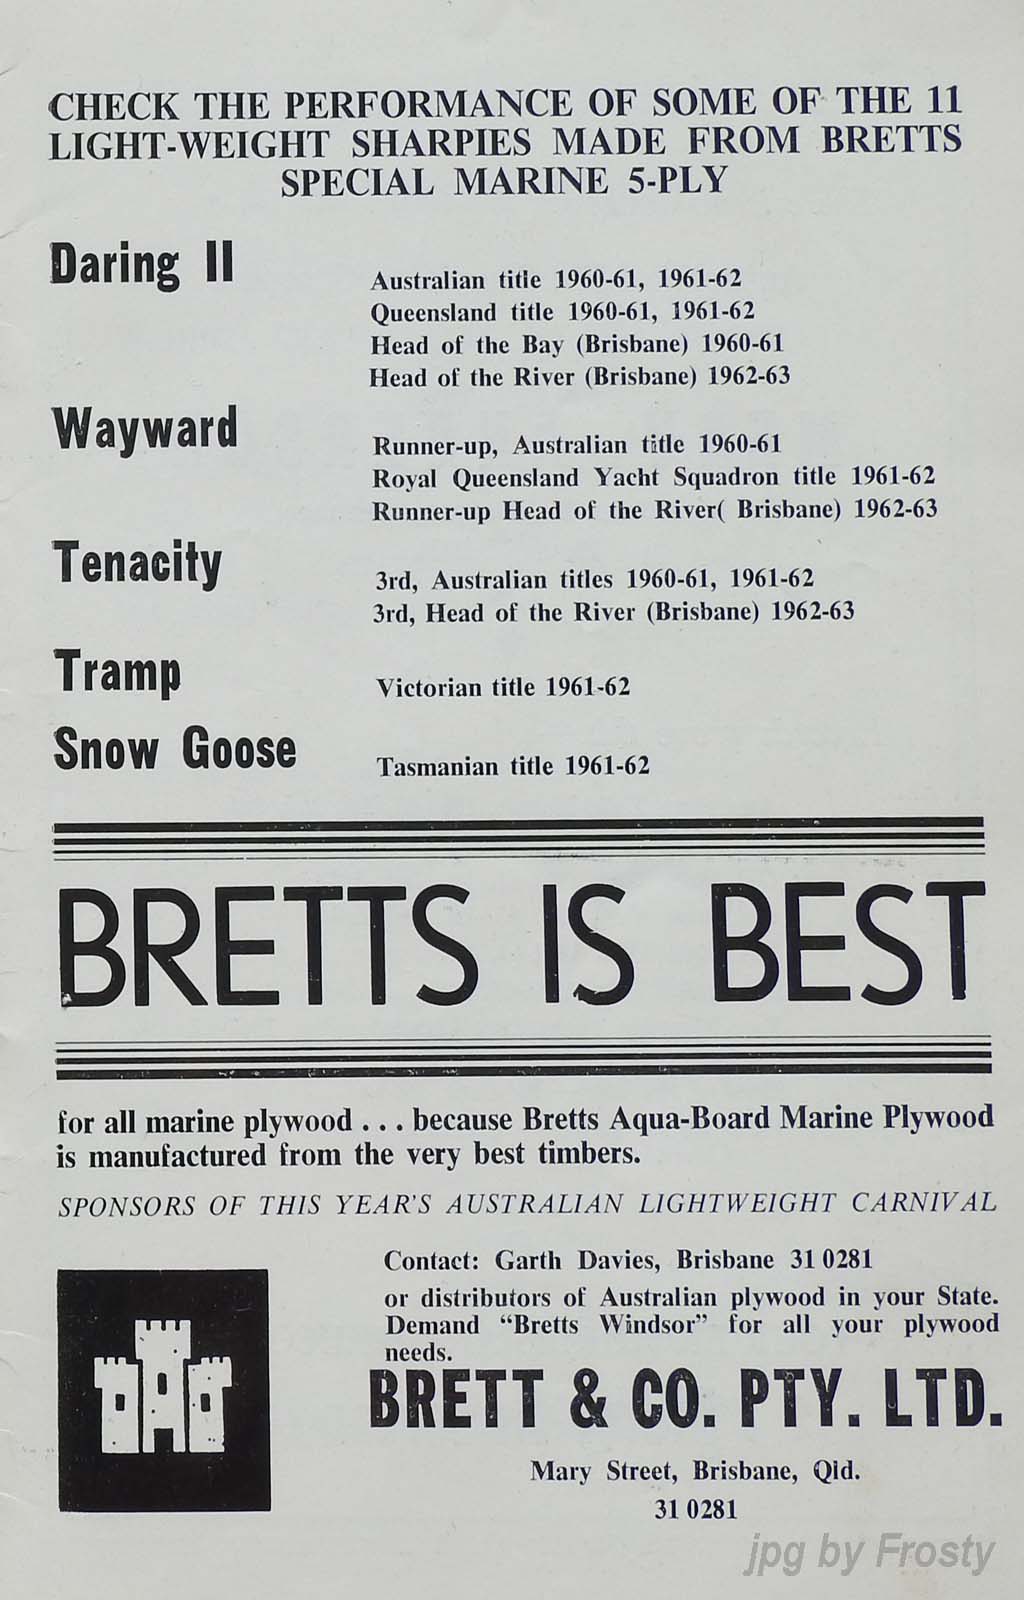 CHECK THE PERFORMANCE OF SOME OF THE 11
LIGHT-WEIGHT SHARPIES MADE FROM BRETTS
SPECIAL MARINE 5-PLY
Daring II
Australian title 1960-61, 1961-62
Queensland title 1960-61, 1961-62
Head of the Bay (Brisbane) 1960-61
Head of the River (Brisbane) 1962-63
Wayward
Runner-up, Australian title 1960-61
Royal Queensland Yacht Squadron title 1961-62
Runner-up Head of the River( Brisbane) 1962-63
Tenacity
3rd, Australian titles 1960-61, 1961-62
3rd, Head of the River (Brisbane) 1962-63
Tramp
Victorian title 1961-62
Snow Goose
Tasmanian title 1961-62
BRETTS IS BEST
for all marine plywood . . . because Bretts Aqua-Board Marine Plywood
is manufactured from the very best timbers.
SPONSORS OF THIS YEAR'S AUSTRALIAN LIGHTWEIGHT CARNIVAL
Contact: Garth Davies, Brisbane 31 0281
or distributors of Australian plywood in your State.
Demand "Bretts Windsor" for all your plywood
needs.
BRETT & CO. PTY. LTD.
Mary Street, Brisbane, Qld.
31 0281
jpg by Frosty